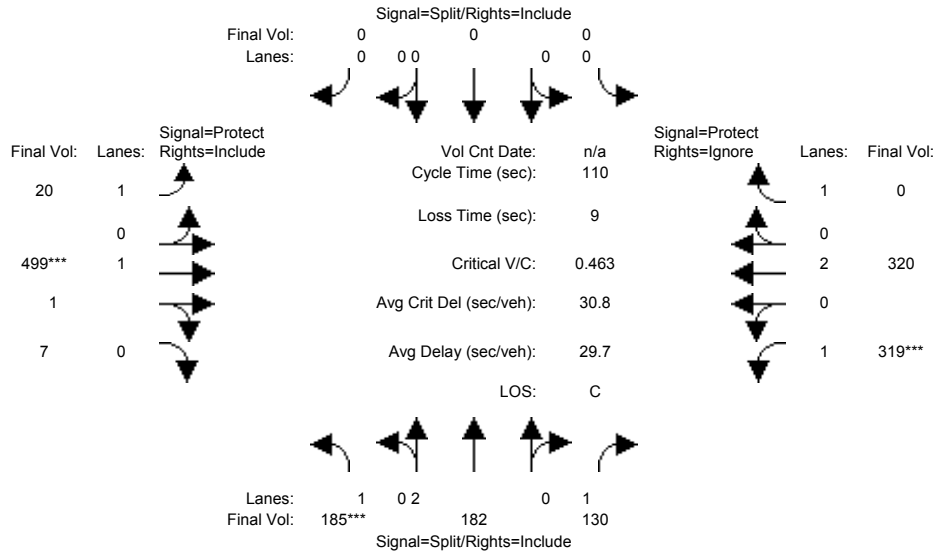 Signal=Split/Rights=Include
Final Vol: 0 0 0
Lanes: 0 0 0 0 0
Signal=Protect Signal=Protect
Final Vol: Lanes: Rights=Include Vol Cnt Date: n/a Rights=Ignore Lanes: Final Vol:
Cycle Time (sec): 110
20 1 1 0
Loss Time (sec): 9
0 0
499*** 1 Critical V/C: 0.463 2 320
1 Avg Crit Del (sec/veh): 30.8 0
7 0 Avg Delay (sec/veh): 29.7 1 319***
LOS: C
Lanes: 1 0 2 0 1
Final Vol: 185*** 182 130
Signal=Split/Rights=Include